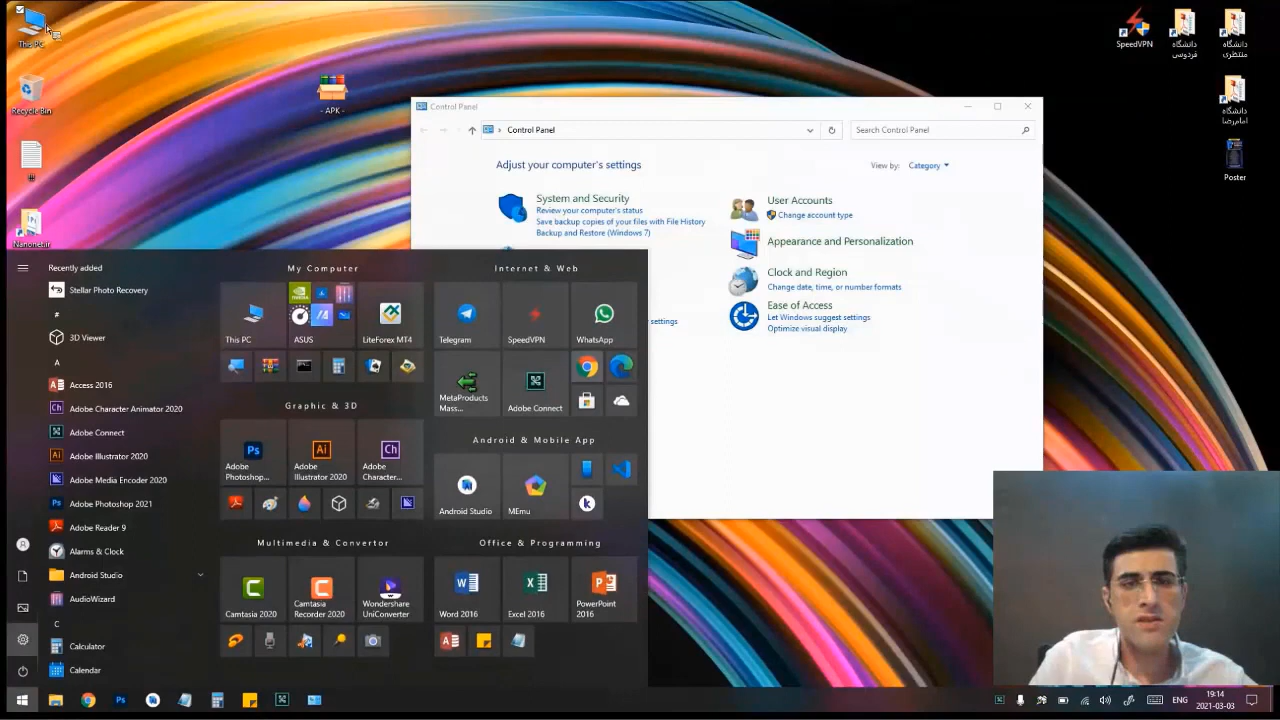 This PC
Recycle Bin
#
Nanonet.ir
- APK -
SpeedVPN
دانشگاه
فردوسی
دانشگاه
منتظری
دانشگاه
امام رضا
Poster
Control Panel
Control Panel
Search Control Panel
Adjust your computer's settings
View by: Category
System and Security
Review your computer's status
Save backup copies of your files with File History
Backup and Restore (Windows 7)
settings
User Accounts
Change account type
Appearance and Personalization
Clock and Region
Change date, time, or number formats
Ease of Access
Let Windows suggest settings
Optimize visual display
Recently added
Stellar Photo Recovery
#
3D Viewer
A
Access 2016
Adobe Character Animator 2020
Adobe Connect
Adobe Illustrator 2020
Adobe Media Encoder 2020
Adobe Photoshop 2021
Adobe Reader 9
Alarms & Clock
Android Studio
AudioWizard
C
Calculator
Calendar
My Computer
This PC
ASUS
LiteForex MT4
Graphic & 3D
Adobe
Photoshop...
Adobe
Illustrator 2020
Adobe
Character...
Multimedia & Convertor
Camtasia 2020
Camtasia
Recorder 2020
Wondershare
UniConverter
Internet & Web
Telegram
SpeedVPN
WhatsApp
MetaProducts
Mass...
Adobe Connect
Android & Mobile App
Android Studio
MEmu
Office & Programming
Word 2016
Excel 2016
PowerPoint
2016
ENG
19:14
2021-03-03